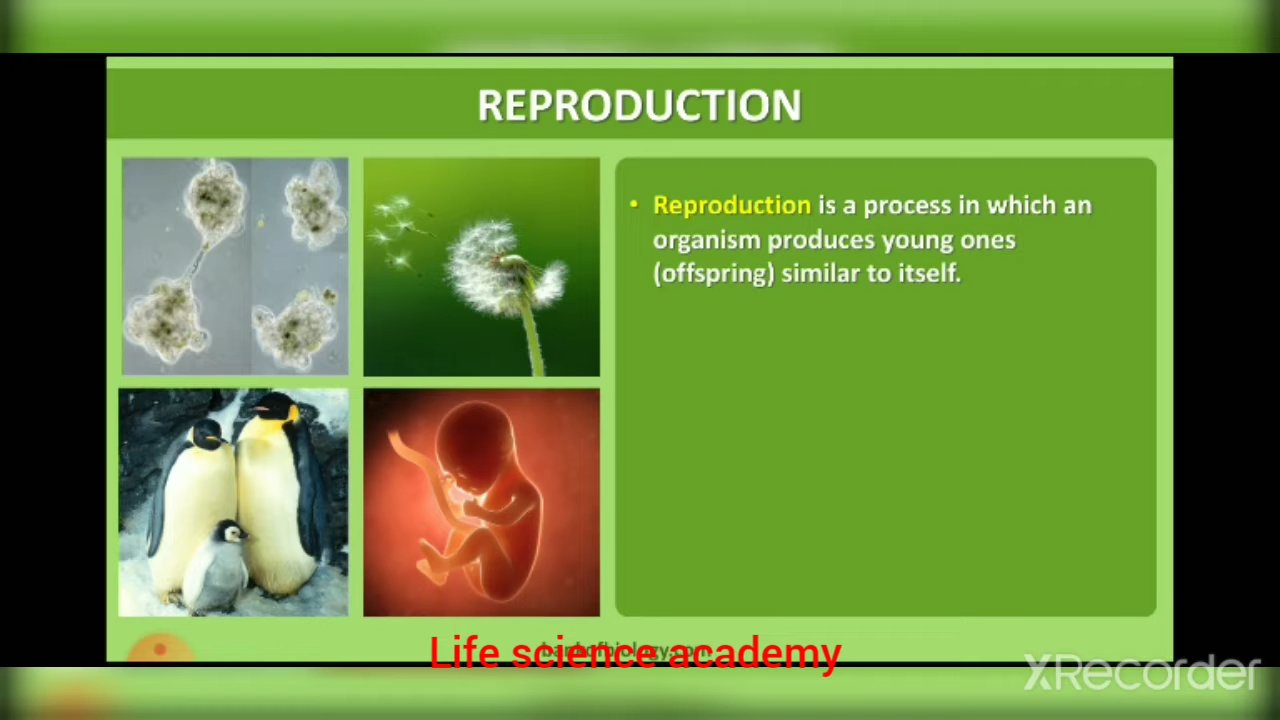 REPRODUCTION
• Reproduction is a process in which an
organism produces young ones
(offspring) similar to itself.
Life science academy
XRecorder